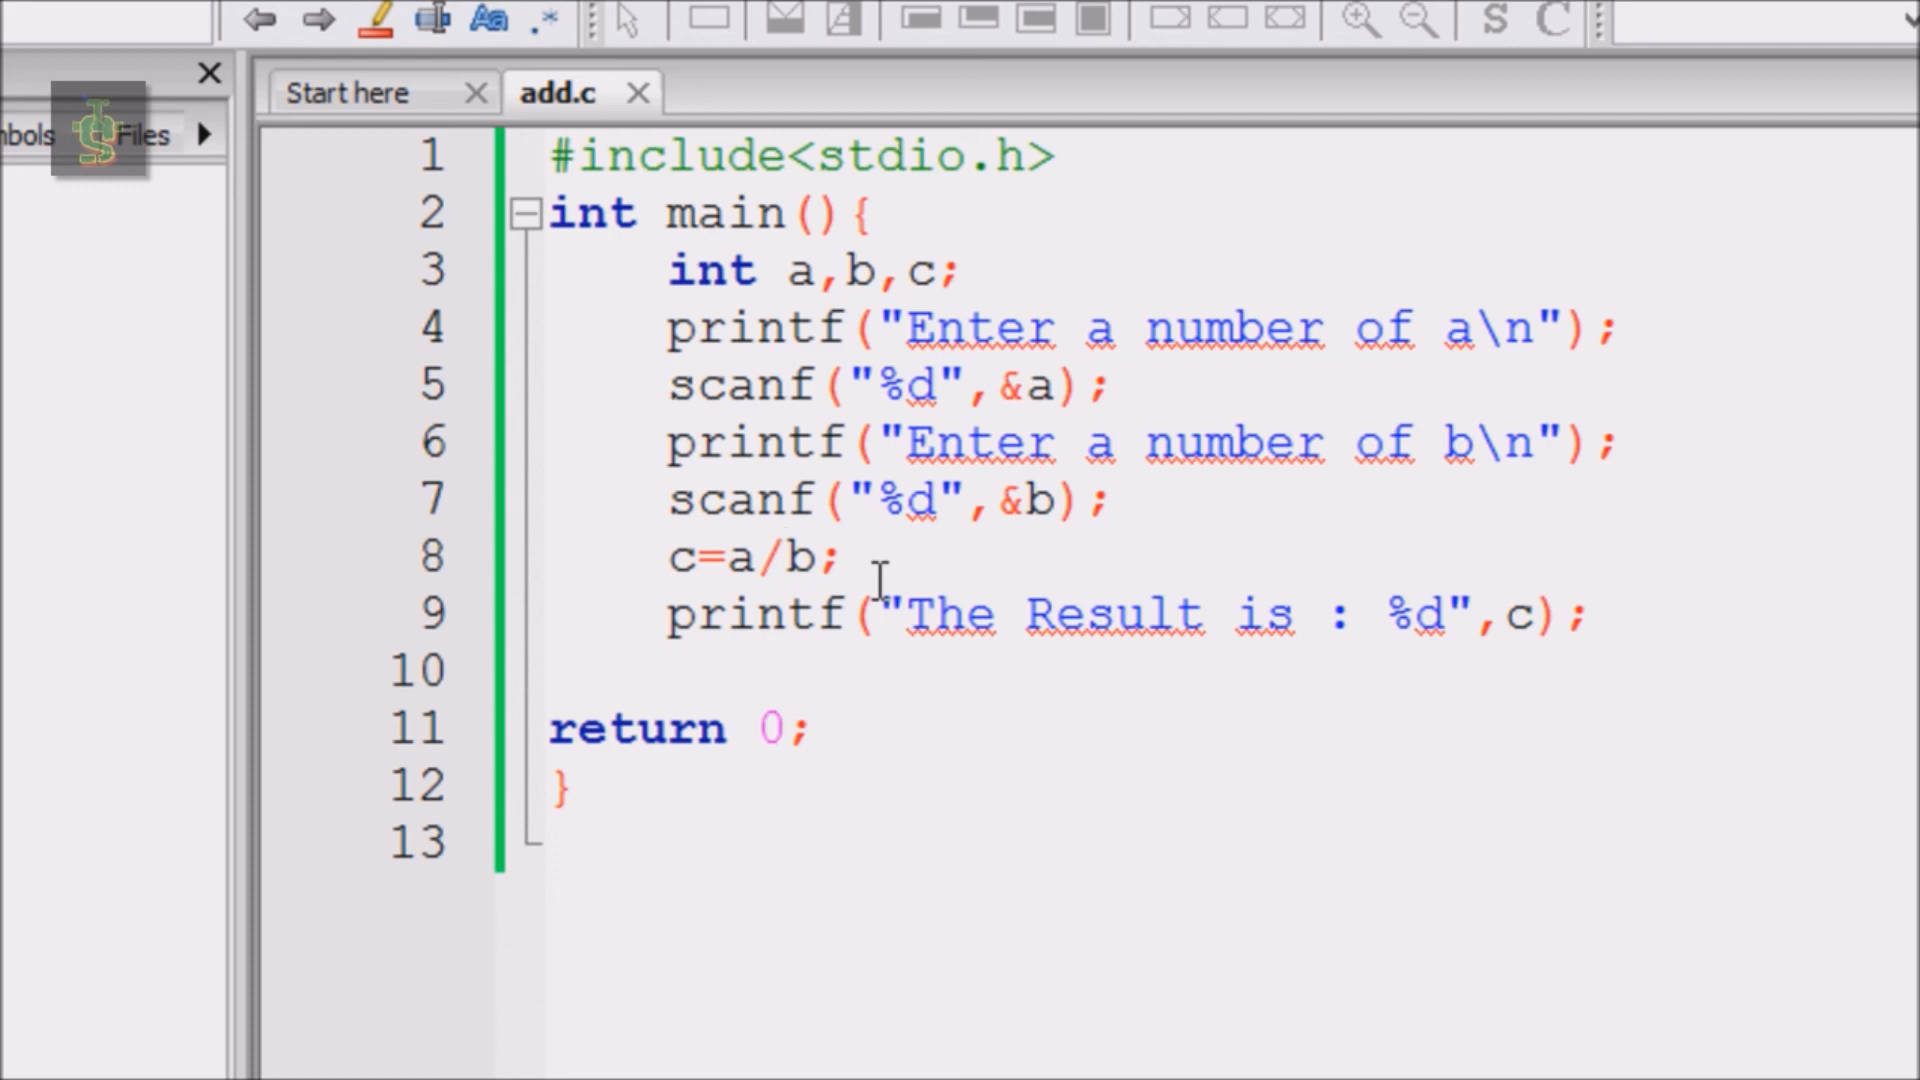 Start here
add.c
bols
Files
1 #include<stdio.h>
2 int main(){
3 int a,b,c;
4 printf("Enter a number of a\n");
5 scanf("%d",&a);
6 printf("Enter a number of b\n");
7 scanf("%d",&b);
8 c=a/b;
9 printf("The Result is : %d",c);
10
11 return 0;
12 }
13